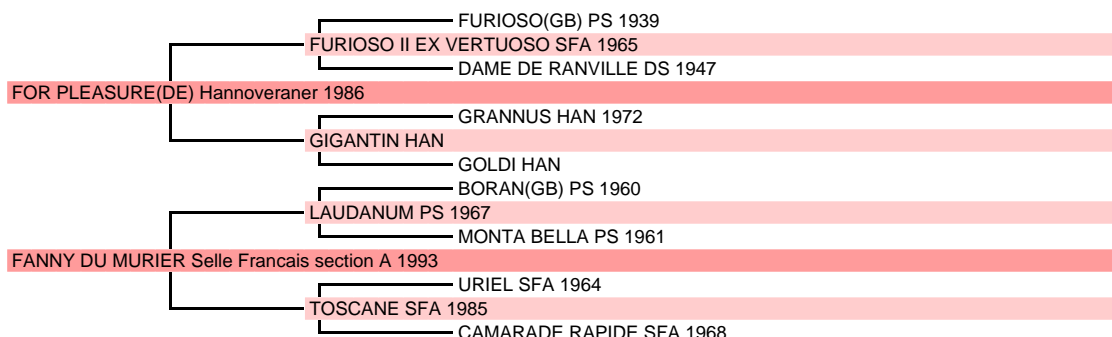 FURIOSO(GB) PS 1939
FURIOSO II EX VERTUOSO SFA 1965
DAME DE RANVILLE DS 1947
FOR PLEASURE(DE) Hannoveraner 1986
GRANNUS HAN 1972
GIGANTIN HAN
GOLDI HAN
BORAN(GB) PS 1960
LAUDANUM PS 1967
MONTA BELLA PS 1961
FANNY DU MURIER Selle Francais section A 1993
URIEL SFA 1964
TOSCANE SFA 1985
CAMARADE RAPIDE SFA 1968